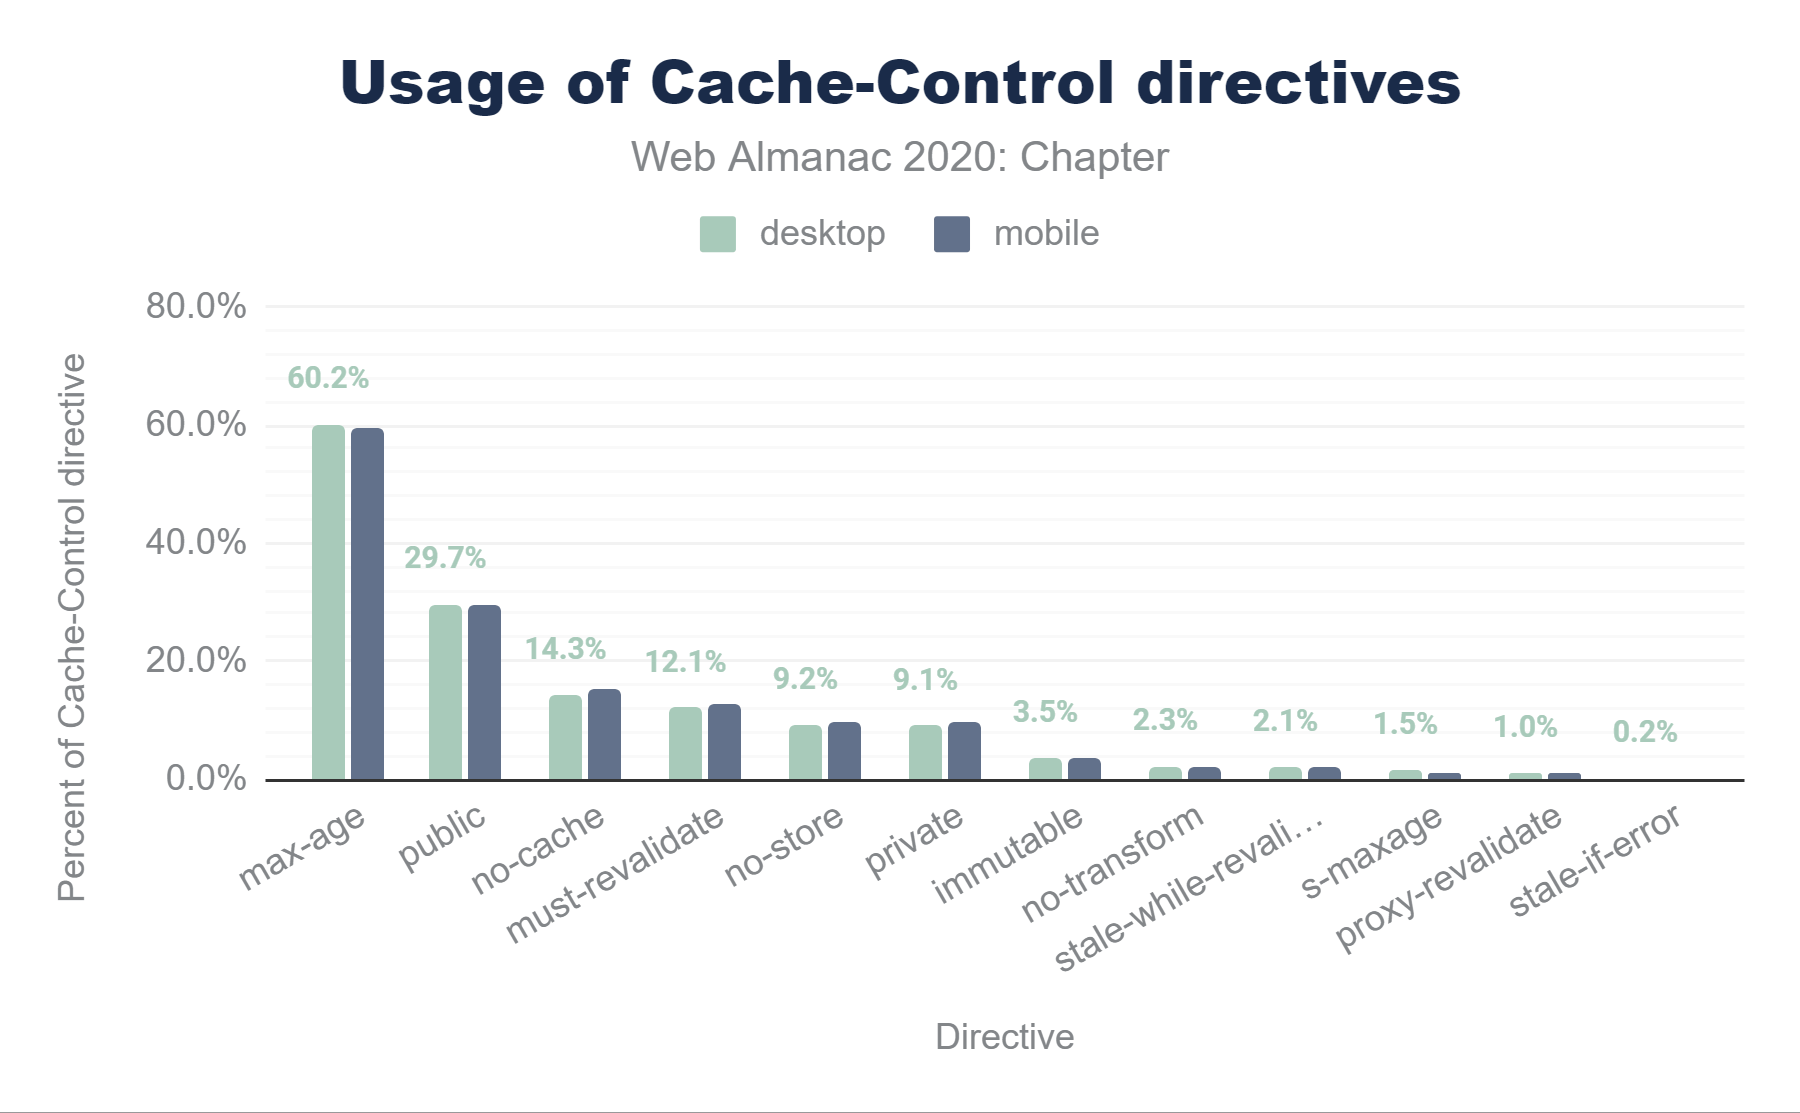 Usage of Cache-Control directives
Web Almanac 2020: Chapter
desktop
mobile
Percent of Cache-Control directive
80.0%
60.0%
40.0%
20.0%
0.0%
60.2%
29.7%
14.3%
12.1%
9.2%
9.1%
3.5%
2.3%
2.1%
1.5%
1.0%
0.2%
max-age
public
no-cache
must-revalidate
no-store
private
immutable
no-transform
stale-while-revali…
s-maxage
proxy-revalidate
stale-if-error
Directive